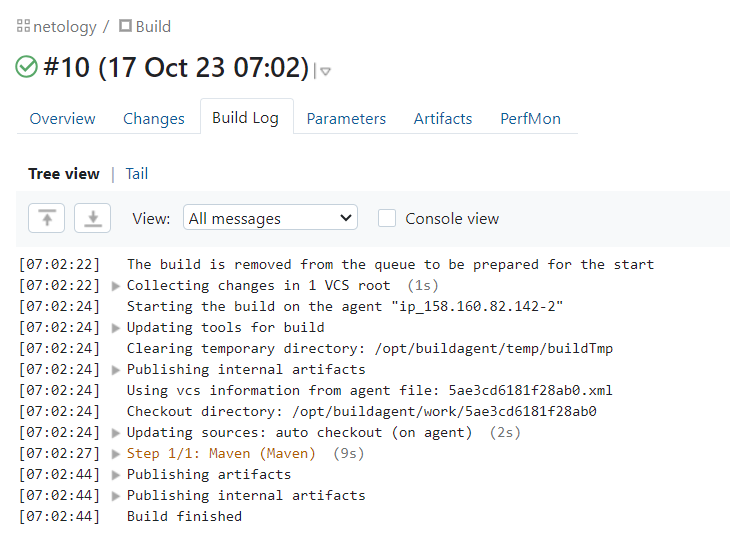 netology / Build
#10 (17 Oct 23 07:02)
Overview Changes Build Log Parameters Artifacts PerfMon
Tree view | Tail
View: All messages Console view
[07:02:22] The build is removed from the queue to be prepared for the start
[07:02:22] Collecting changes in 1 VCS root (1s)
[07:02:24] Starting the build on the agent "ip_158.160.82.142-2"
[07:02:24] Updating tools for build
[07:02:24] Clearing temporary directory: /opt/buildagent/temp/buildTmp
[07:02:24] Publishing internal artifacts
[07:02:24] Using vcs information from agent file: 5ae3cd6181f28ab0.xml
[07:02:24] Checkout directory: /opt/buildagent/work/5ae3cd6181f28ab0
[07:02:24] Updating sources: auto checkout (on agent) (2s)
[07:02:27] Step 1/1: Maven (Maven) (9s)
[07:02:44] Publishing artifacts
[07:02:44] Publishing internal artifacts
[07:02:44] Build finished